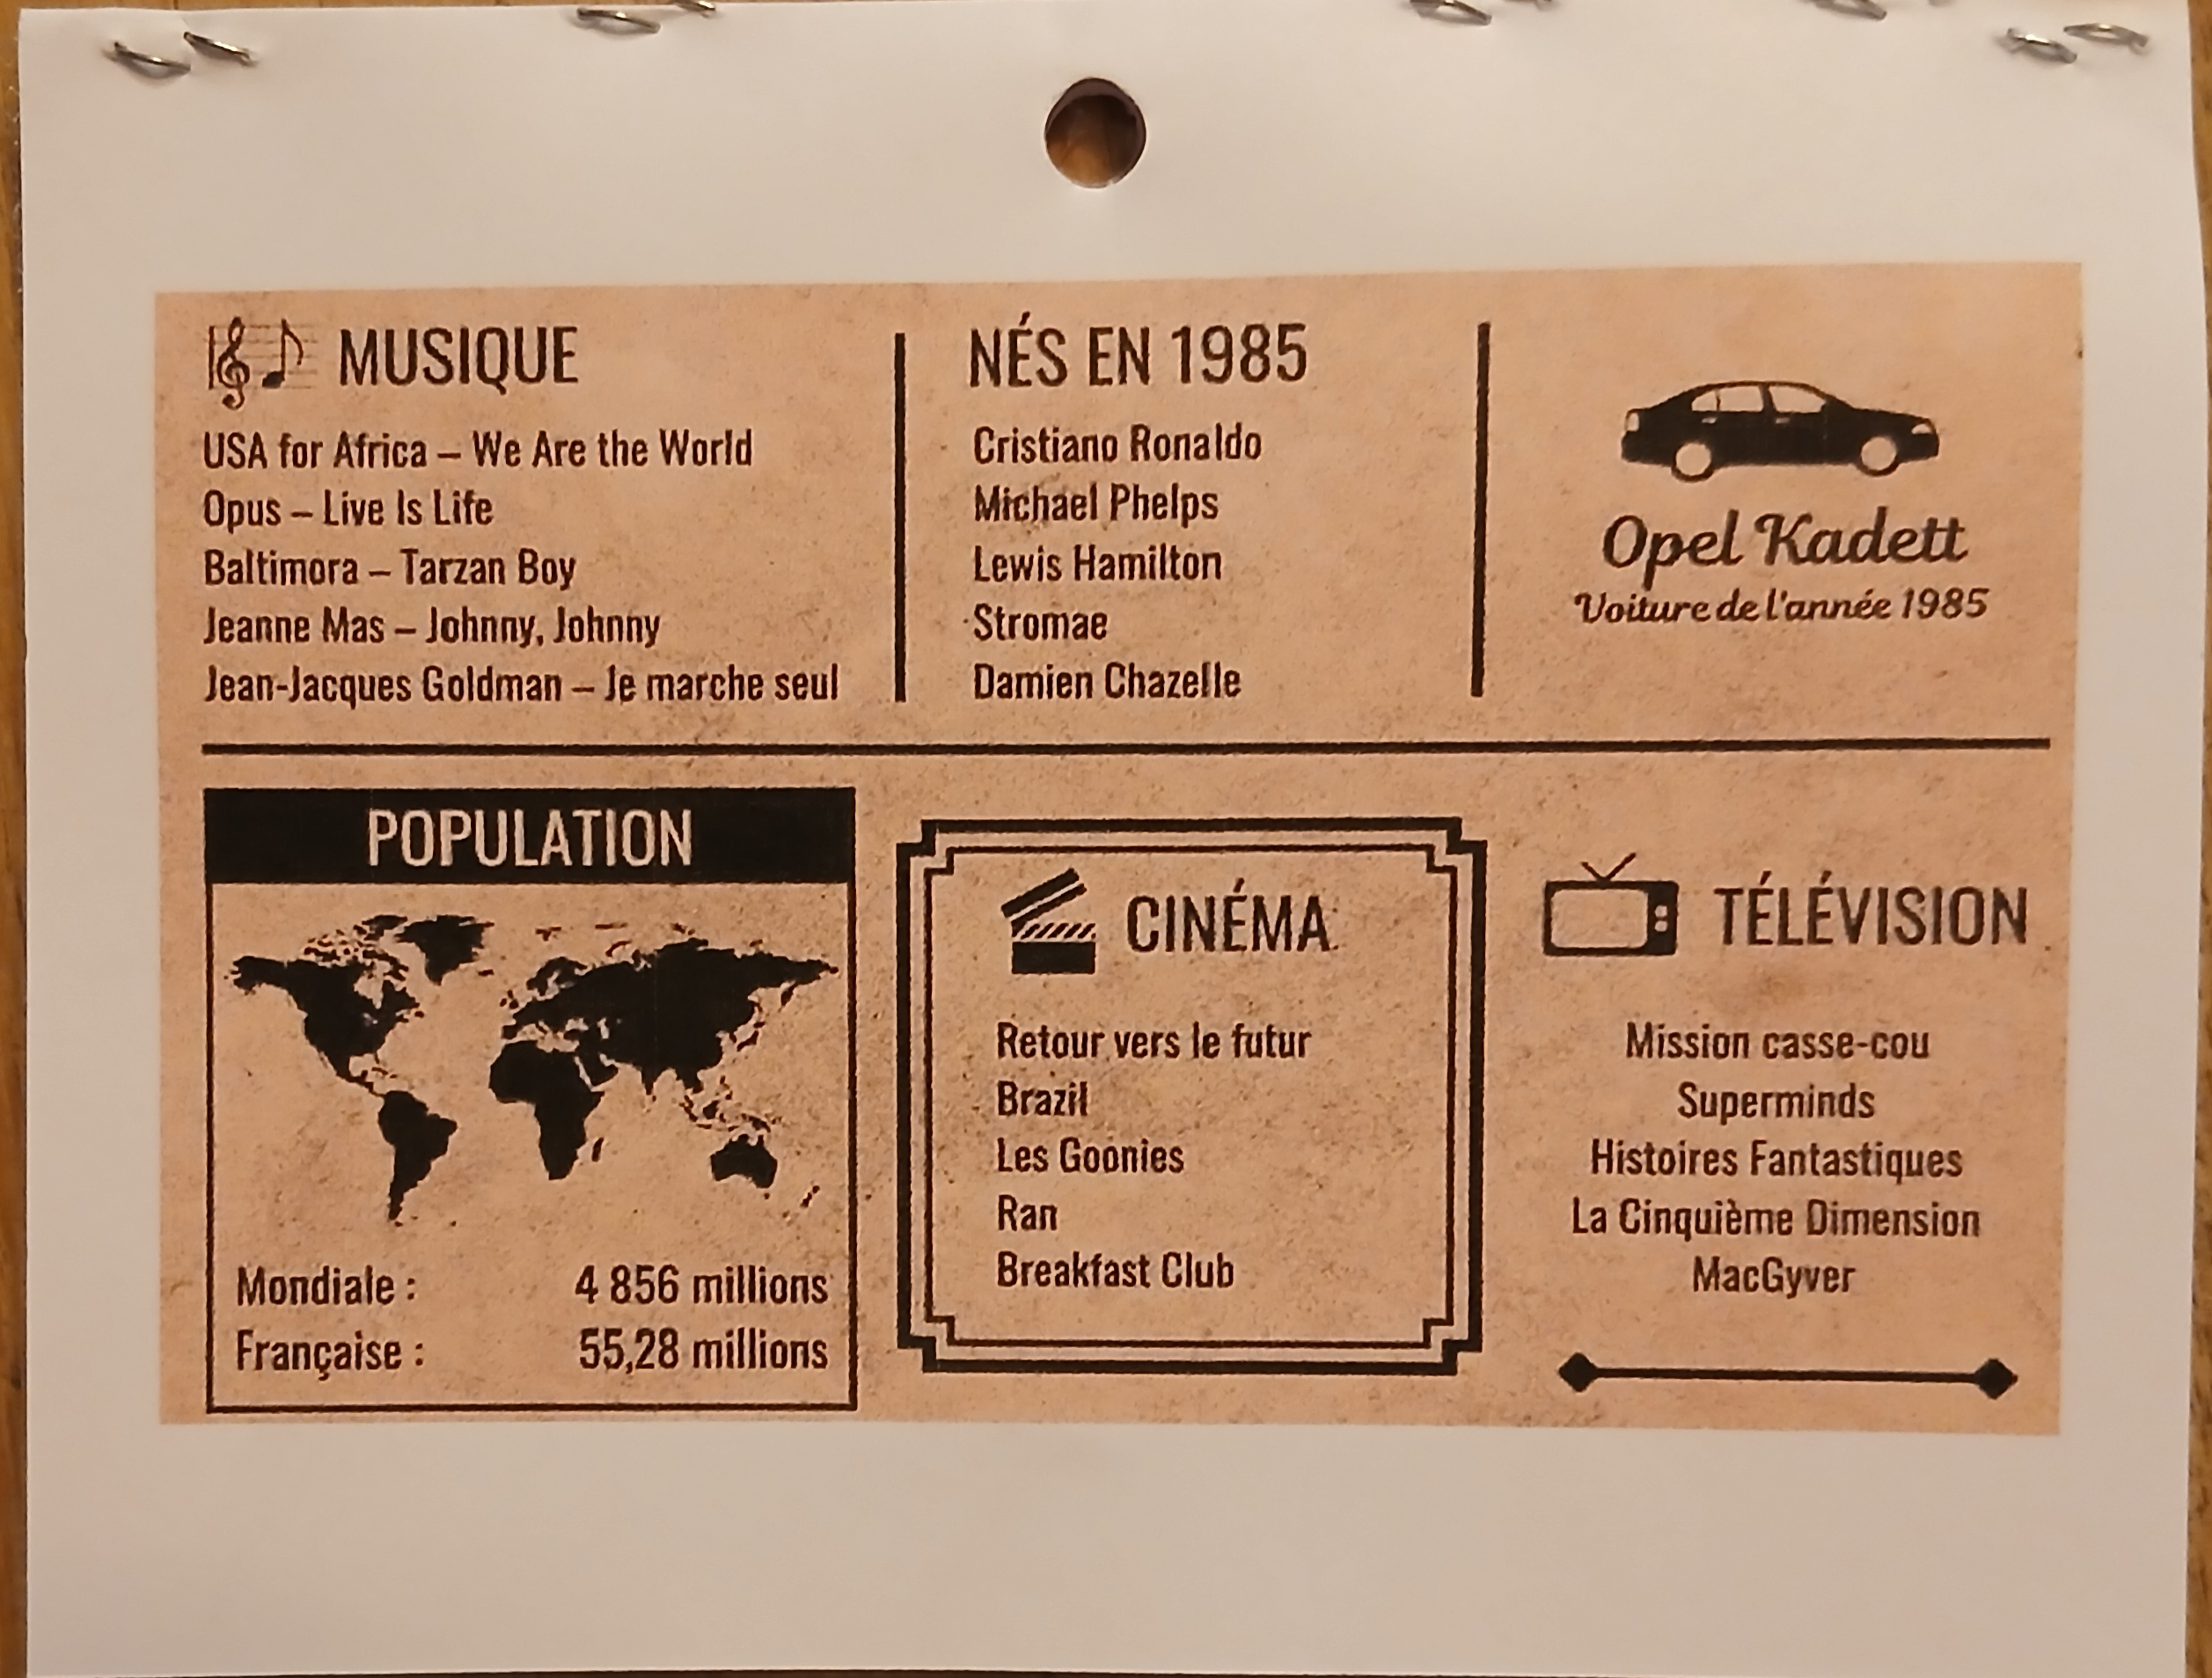 MUSIQUE
USA for Africa – We Are the World
Opus – Live Is Life
Baltimora – Tarzan Boy
Jeanne Mas – Johnny, Johnny
Jean-Jacques Goldman – Je marche seul
NÉS EN 1985
Cristiano Ronaldo
Michael Phelps
Lewis Hamilton
Stromae
Damien Chazelle
Opel Kadett
Voiture de l'année 1985
POPULATION
Mondiale : 4 856 millions
Française : 55,28 millions
CINÉMA
Retour vers le futur
Brazil
Les Goonies
Ran
Breakfast Club
TÉLÉVISION
Mission casse-cou
Superminds
Histoires Fantastiques
La Cinquième Dimension
MacGyver